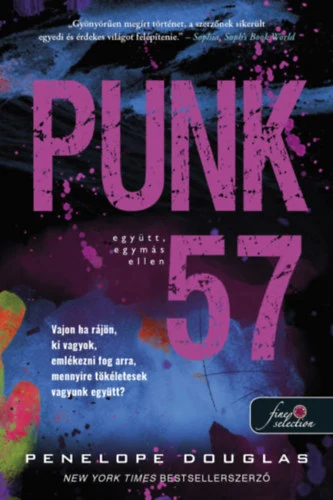 „Gyönyörűen megírt történet, a szerzőnek sikerült
egyedi és érdekes világot felépítenie.” – Sophia, Soph's Book World
PUNK
együtt,
egymás
ellen
57
Vajon ha rájön,
ki vagyok,
emlékezni fog arra,
mennyire tökéletesek
vagyunk együtt?
fine
selection
PENELOPE DOUGLAS
NEW YORK TIMES BESTSELLERSZERZŐ